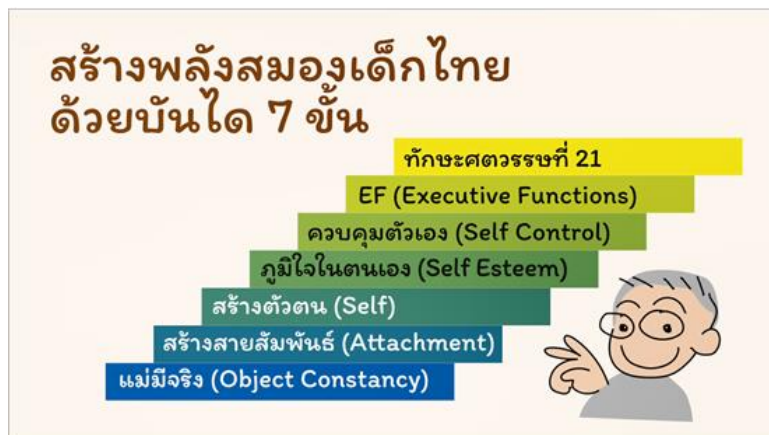 สร้างพลังสมองเด็กไทย
ด้วยบันได 7 ขั้น
ทักษะศตวรรษที่ 21
EF (Executive Functions)
ควบคุมตัวเอง (Self Control)
ภูมิใจในตนเอง (Self Esteem)
สร้างตัวตน (Self)
สร้างสายสัมพันธ์ (Attachment)
แม่มีจริง (Object Constancy)